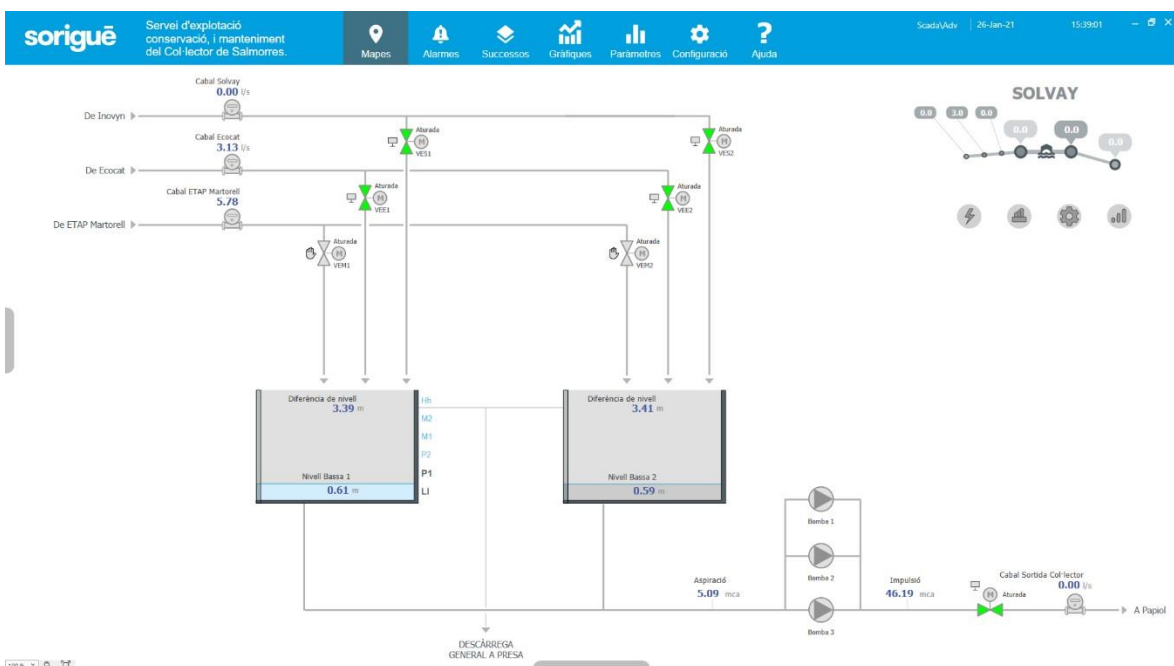 sorigué
Servei d'explotació
conservació, i manteniment
del Col·lector de Salmorres.
Mapes
Alarmes
Successos
Gràfiques
Paràmetres
Configuració
Ajuda
Scada\Adv
26-Jan-21
15:39:01
SOLVAY
0.0
3.0
0.0
0.0
0.0
0.0
Cabal Solvay
0.00 l/s
De Inovyn
Cabal Ecocat
3.13 l/s
De Ecocat
Cabal ETAP Martorell
5.78
De ETAP Martorell
Aturada
M
VES1
Aturada
M
VES2
Aturada
M
VEE1
Aturada
M
VEE2
Aturada
M
VEM1
Aturada
M
VEM2
Diferència de nivell
3.39 m
Nivell Bassa 1
0.61 m
Hh
M2
M1
P2
P1
Ll
Diferència de nivell
3.41 m
Nivell Bassa 2
0.59 m
Bomba 1
Bomba 2
Bomba 3
Aspiració
5.09 mca
Impulsió
46.19 mca
M
Aturada
Cabal Sortida Col·lector
0.00 l/s
A Papiol
DESCÀRREGA
GENERAL A PRESA